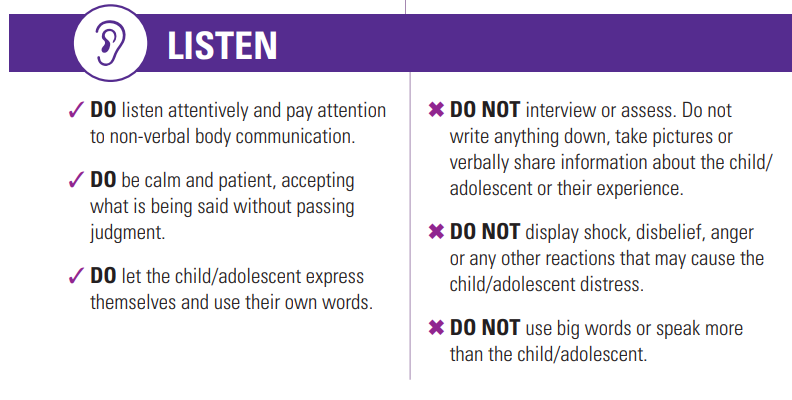 LISTEN
✓ DO listen attentively and pay attention
to non-verbal body communication.
✓ DO be calm and patient, accepting
what is being said without passing
judgment.
✓ DO let the child/adolescent express
themselves and use their own words.
✖ DO NOT interview or assess. Do not
write anything down, take pictures or
verbally share information about the child/
adolescent or their experience.
✖ DO NOT display shock, disbelief, anger
or any other reactions that may cause the
child/adolescent distress.
✖ DO NOT use big words or speak more
than the child/adolescent.